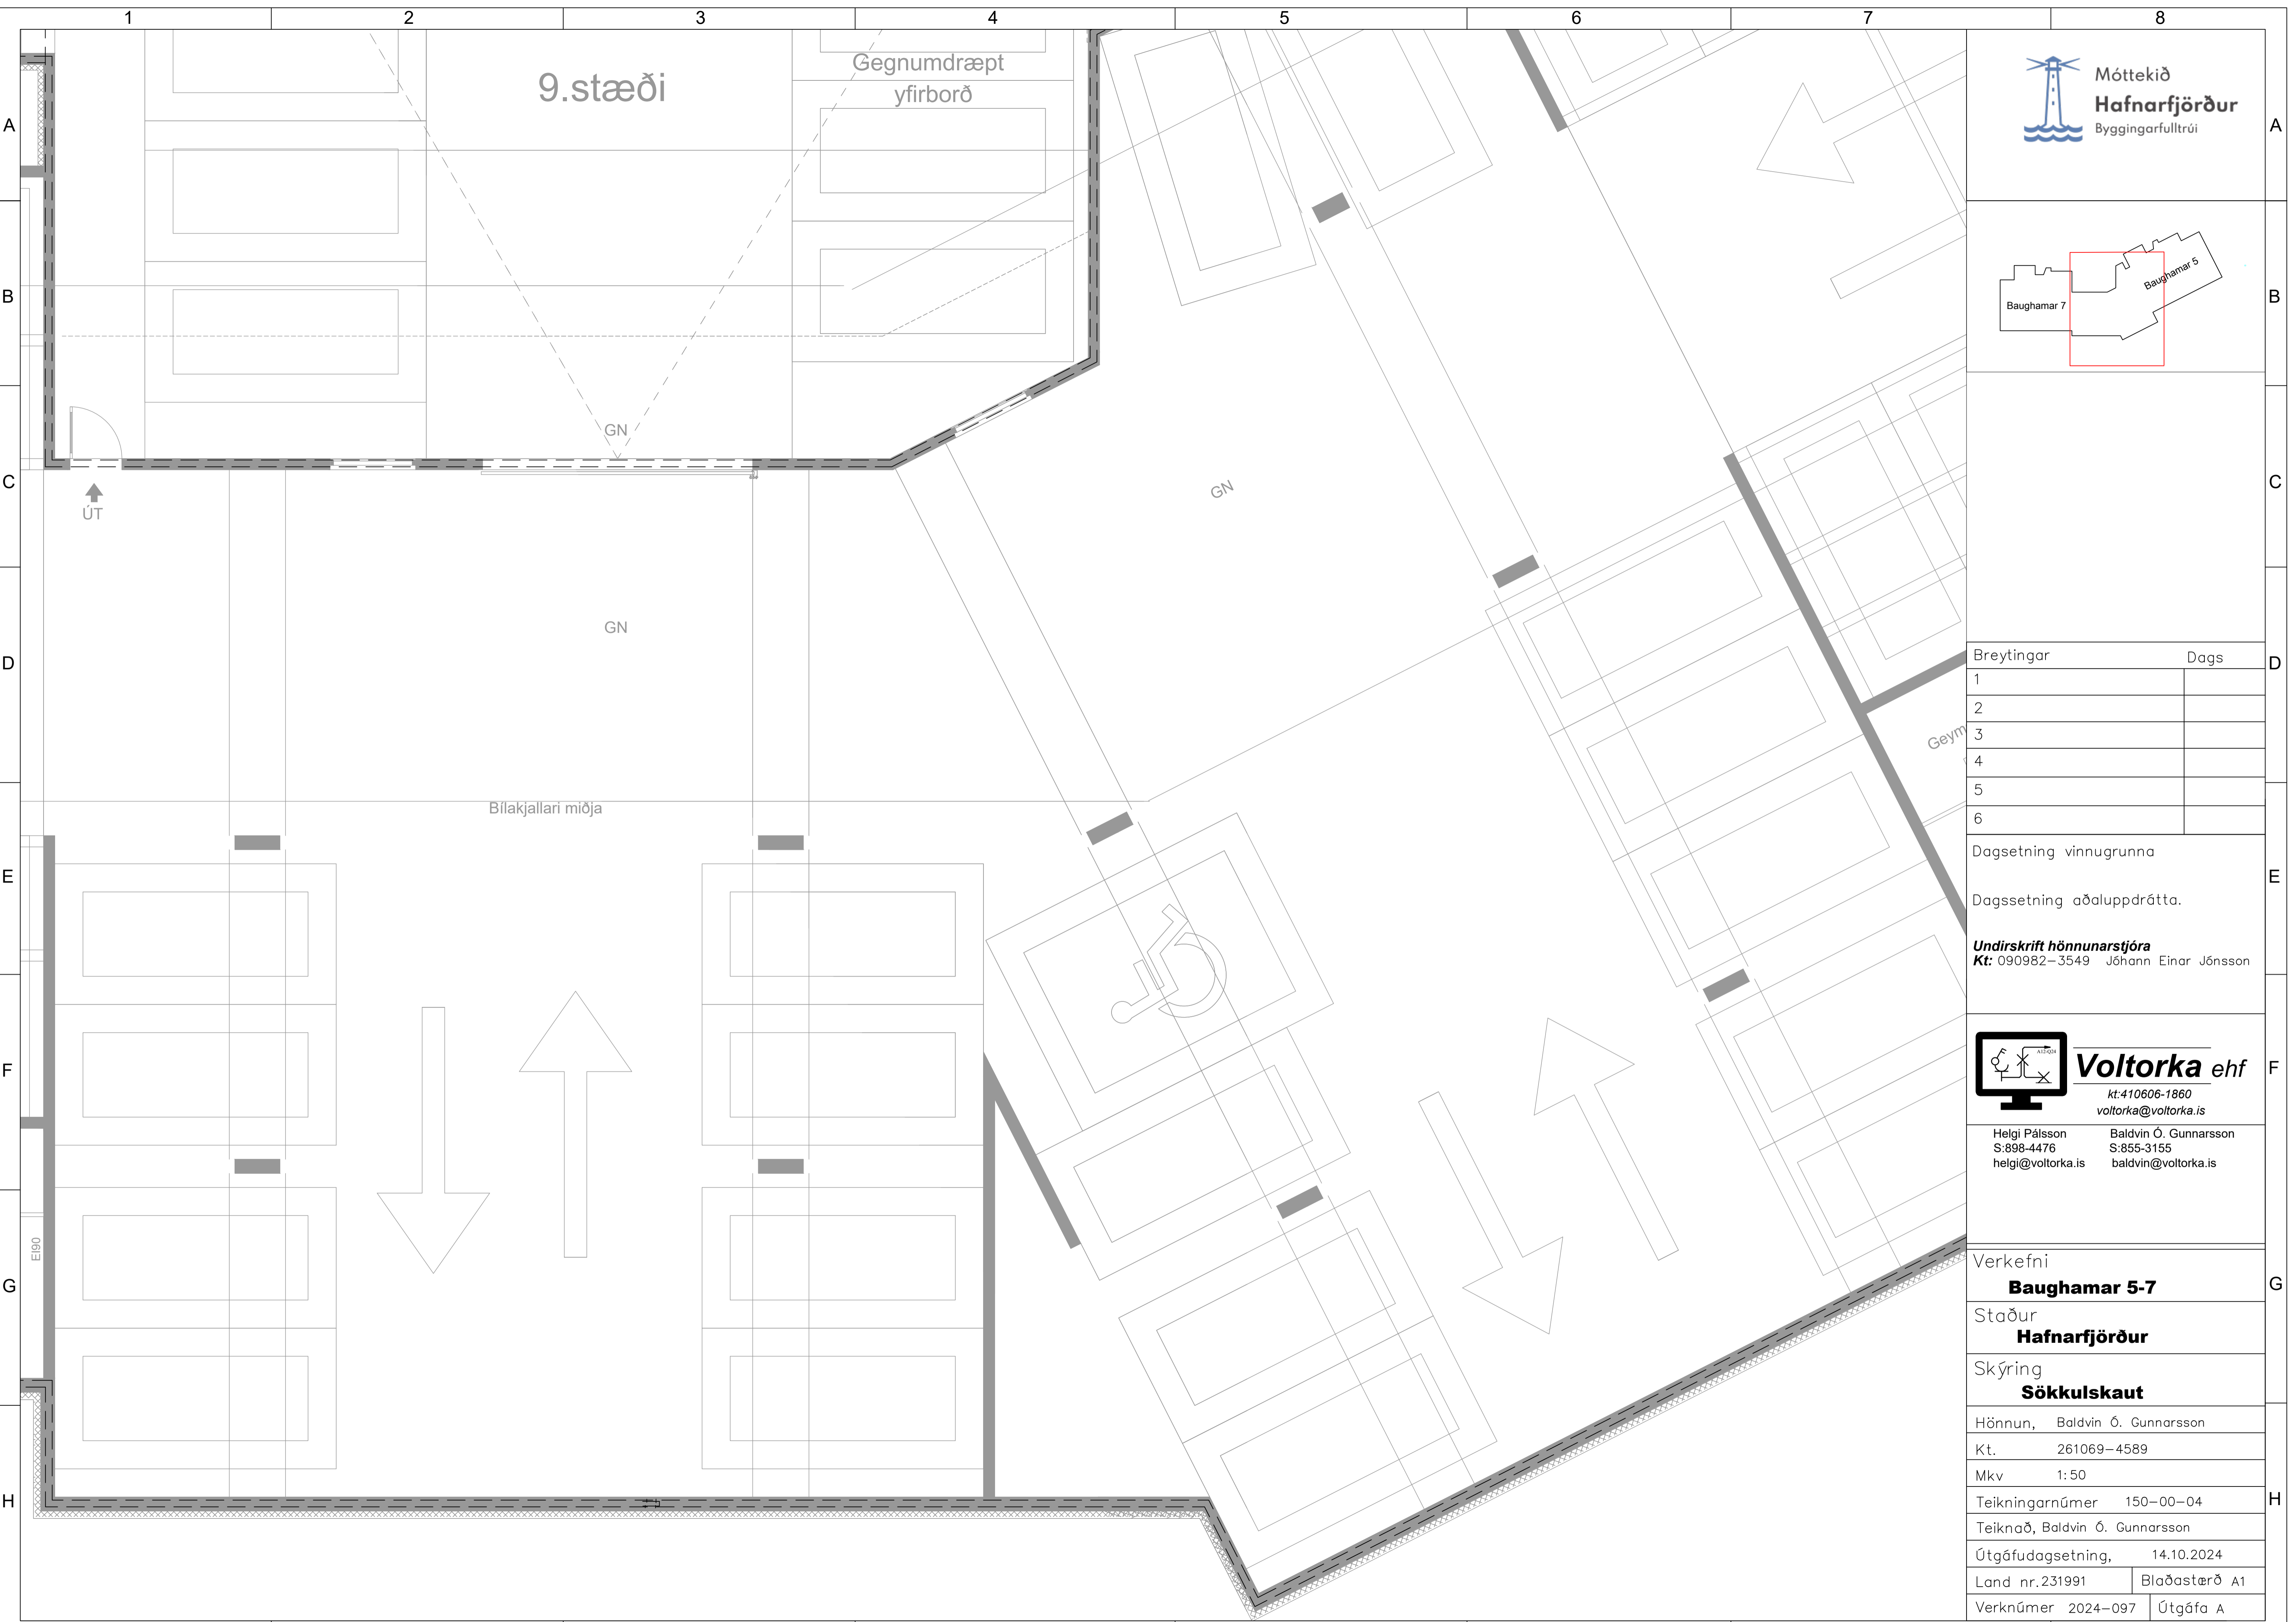 1 2 3 4 5 6 7 8
A
B
C
D
E
F
G
H
A
B
C
D
E
F
G
H
9.stæði
Gegnumdræpt
yfirborð
GN
ÚT
GN
GN
Bílakjallari miðja
EI90
Móttekið
Hafnarfjörður
Byggingarfulltrúi
Baughamar 7
Baughamar 5
Breytingar Dags
1
2
3
4
5
6
Dagsetning vinnugrunna
Dagssetning aðaluppdrátta.
Undirskrift hönnunarstjóra
Kt: 090982-3549 Jóhann Einar Jónsson
A12-Q24
Voltorka ehf
kt:410606-1860
voltorka@voltorka.is
Helgi Pálsson Baldvin Ó. Gunnarsson
S:898-4476 S:855-3155
helgi@voltorka.is baldvin@voltorka.is
Verkefni
Baughamar 5-7
Staður
Hafnarfjörður
Skýring
Sökkulskaut
Hönnun, Baldvin Ó. Gunnarsson
Kt. 261069-4589
Mkv 1:50
Teikningarnúmer 150-00-04
Teiknað, Baldvin Ó. Gunnarsson
Útgáfudagsetning, 14.10.2024
Land nr.231991 Blaðastærð A1
Verknúmer 2024-097 Útgáfa A